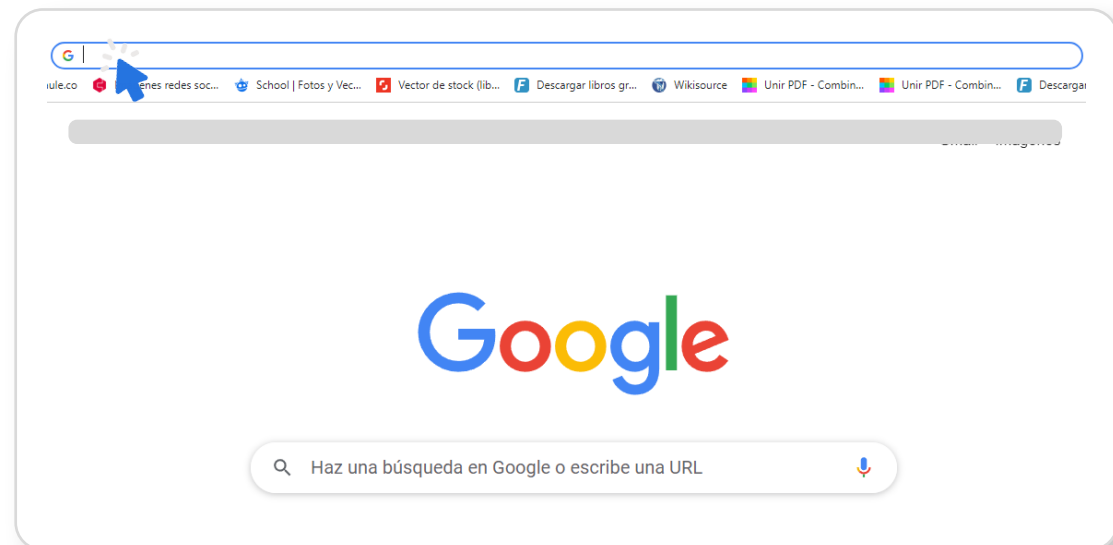 G
ule.co enes redes soc... School | Fotos y Vec... Vector de stock (lib... Descargar libros gr... Wikisource Unir PDF - Combin... Unir PDF - Combin... Descargar
Google
Haz una búsqueda en Google o escribe una URL